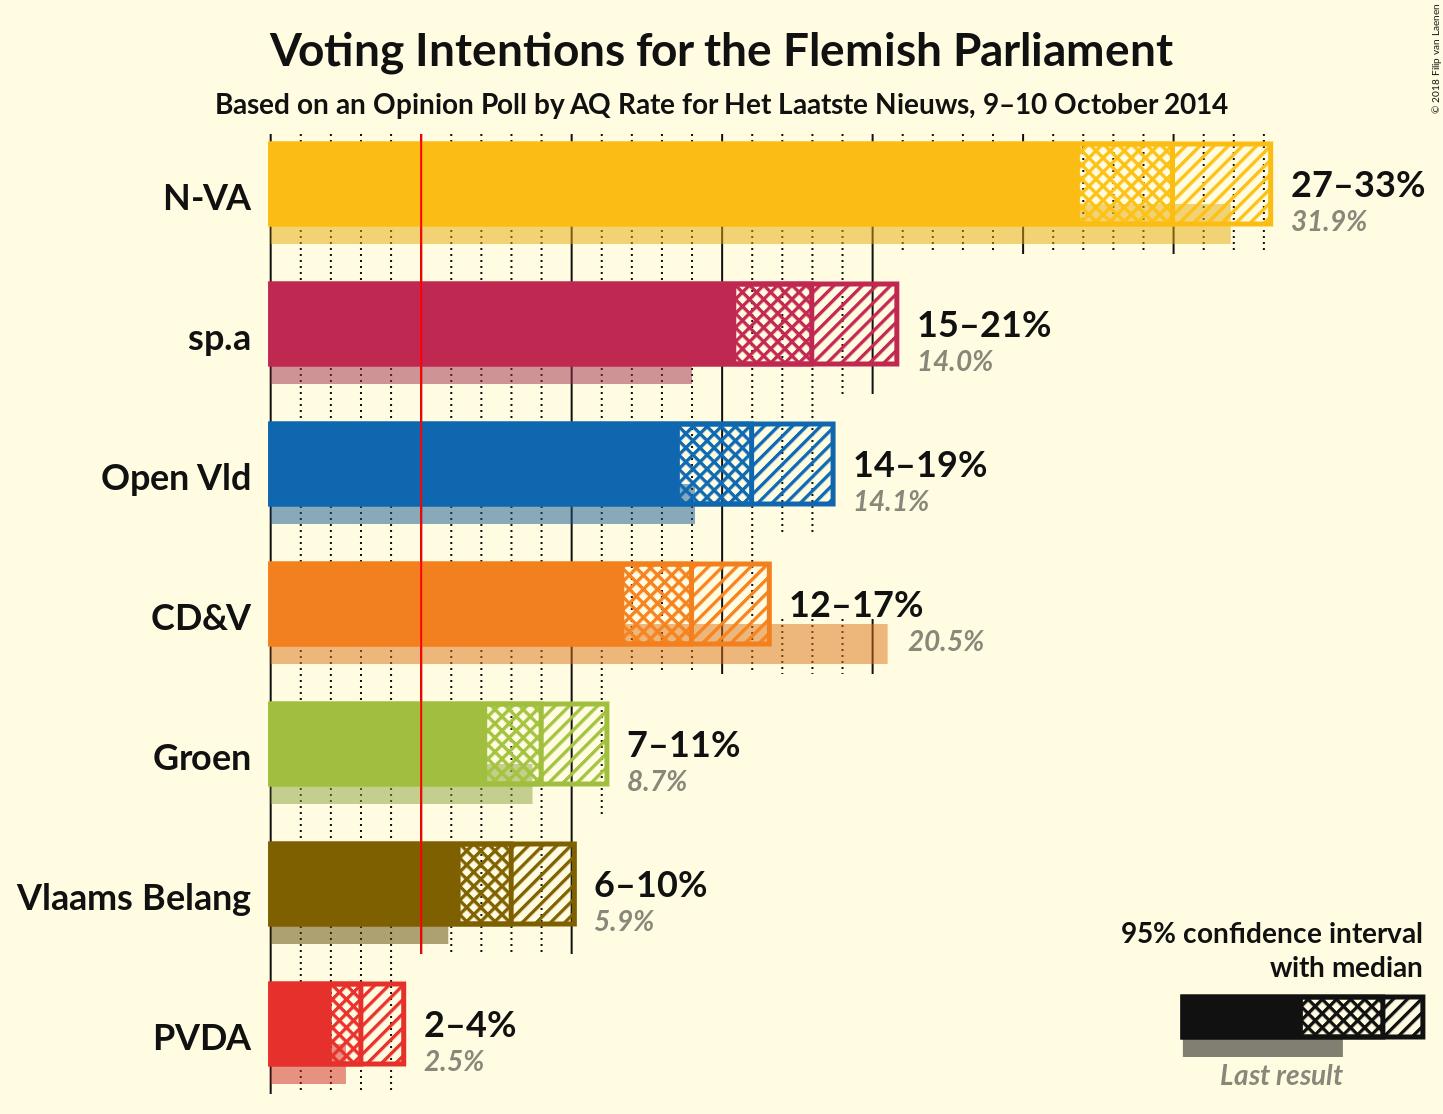 Voting Intentions for the Flemish Parliament
Based on an Opinion Poll by AQ Rate for Het Laatste Nieuws, 9–10 October 2014
© 2018 Filip van Laenen
N-VA
27–33%
31.9%
sp.a
15–21%
14.0%
Open Vld
14–19%
14.1%
CD&V
12–17%
20.5%
Groen
7–11%
8.7%
Vlaams Belang
6–10%
5.9%
PVDA
2–4%
2.5%
95% confidence interval
with median
Last result